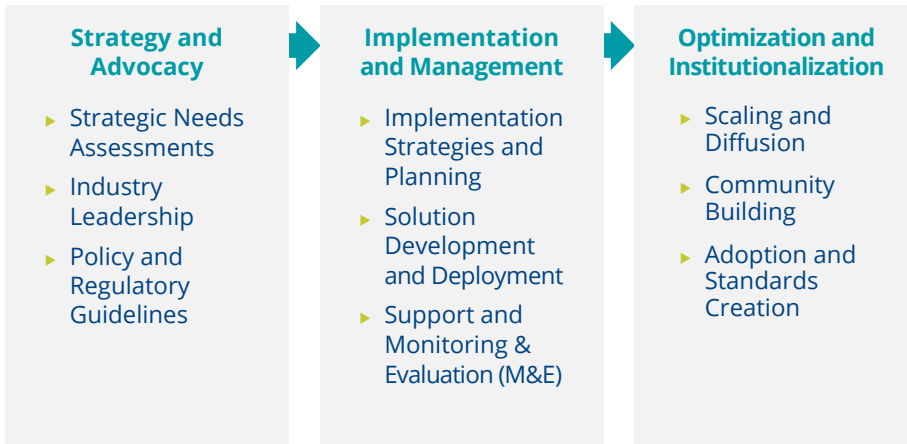 Strategy and
Advocacy
Strategic Needs
Assessments
Industry
Leadership
Policy and
Regulatory
Guidelines
Implementation
and Management
Implementation
Strategies and
Planning
Solution
Development
and Deployment
Support and
Monitoring &
Evaluation (M&E)
Optimization and
Institutionalization
Scaling and
Diffusion
Community
Building
Adoption and
Standards
Creation